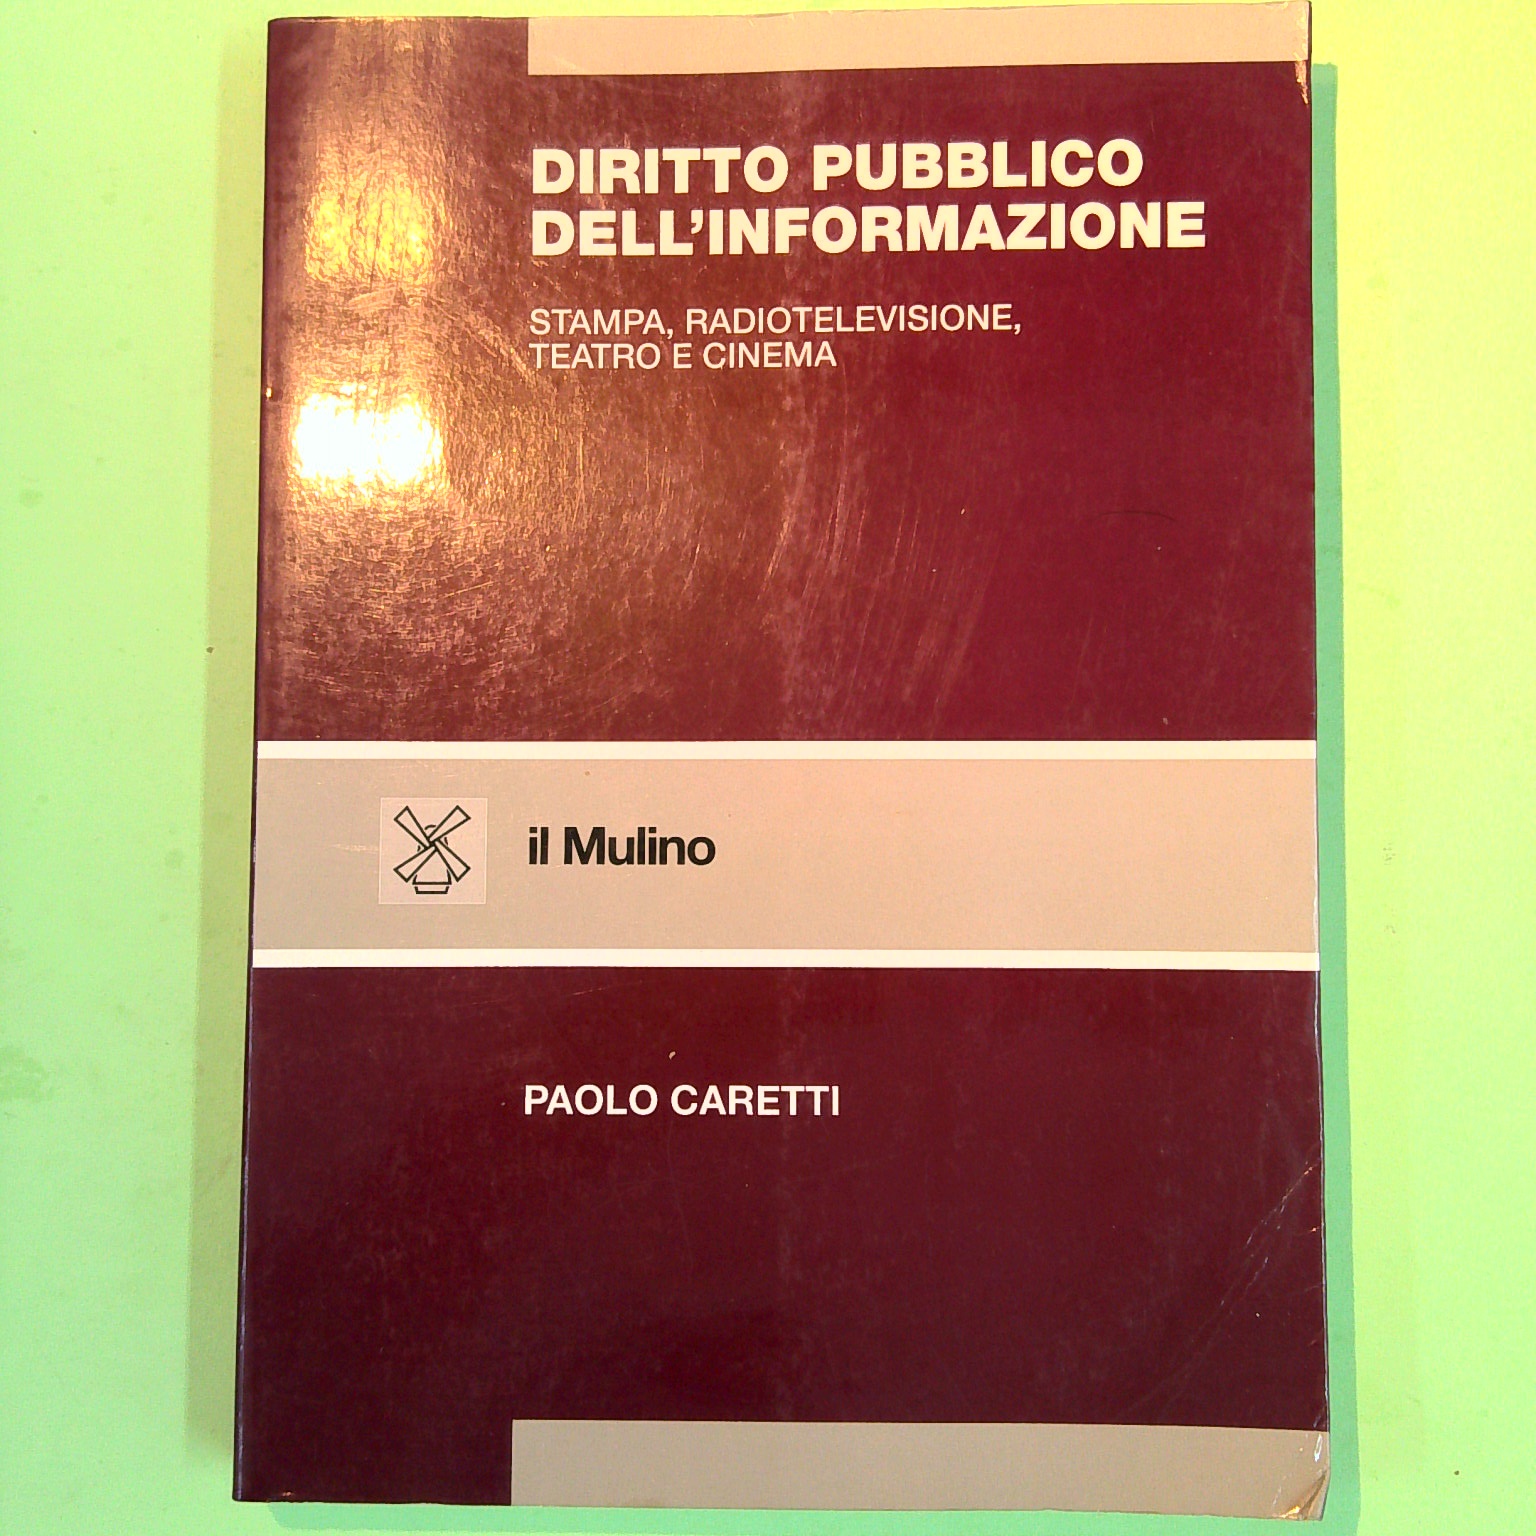 DIRITTO PUBBLICO
DELL'INFORMAZIONE
STAMPA, RADIOTELEVISIONE,
TEATRO E CINEMA
il Mulino
PAOLO CARETTI